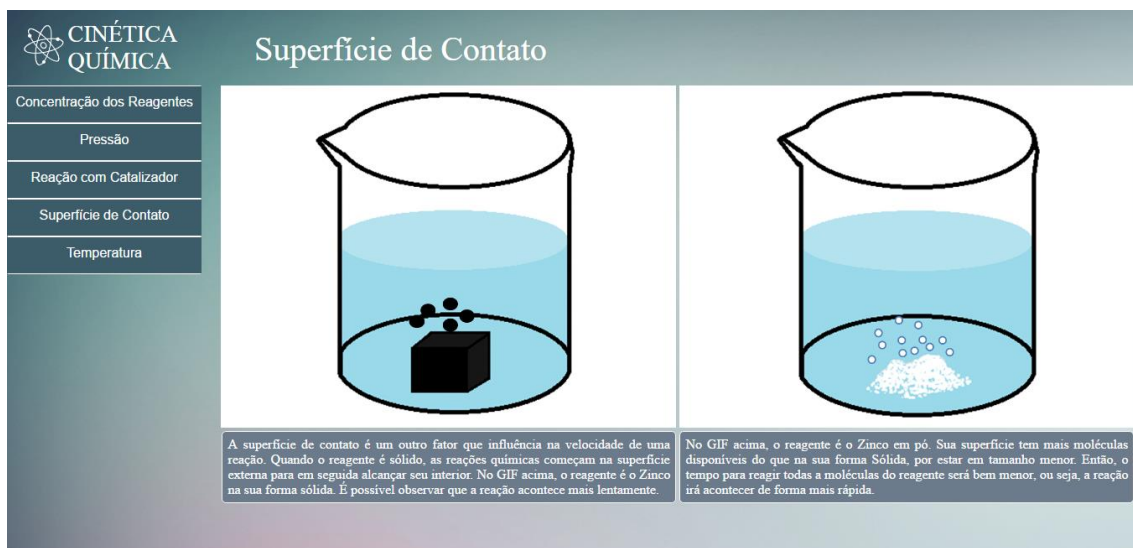 CINÉTICA
QUÍMICA
Superfície de Contato
Concentração dos Reagentes
Pressão
Reação com Catalizador
Superfície de Contato
Temperatura
A superfície de contato é um outro fator que influência na velocidade de uma
reação. Quando o reagente é sólido, as reações químicas começam na superfície
externa para em seguida alcançar seu interior. No GIF acima, o reagente é o Zinco
na sua forma sólida. É possível observar que a reação acontece mais lentamente.
No GIF acima, o reagente é o Zinco em pó. Sua superfície tem mais moléculas
disponíveis do que na sua forma Sólida, por estar em tamanho menor. Então, o
tempo para reagir todas a moléculas do reagente será bem menor, ou seja, a reação
irá acontecer de forma mais rápida.